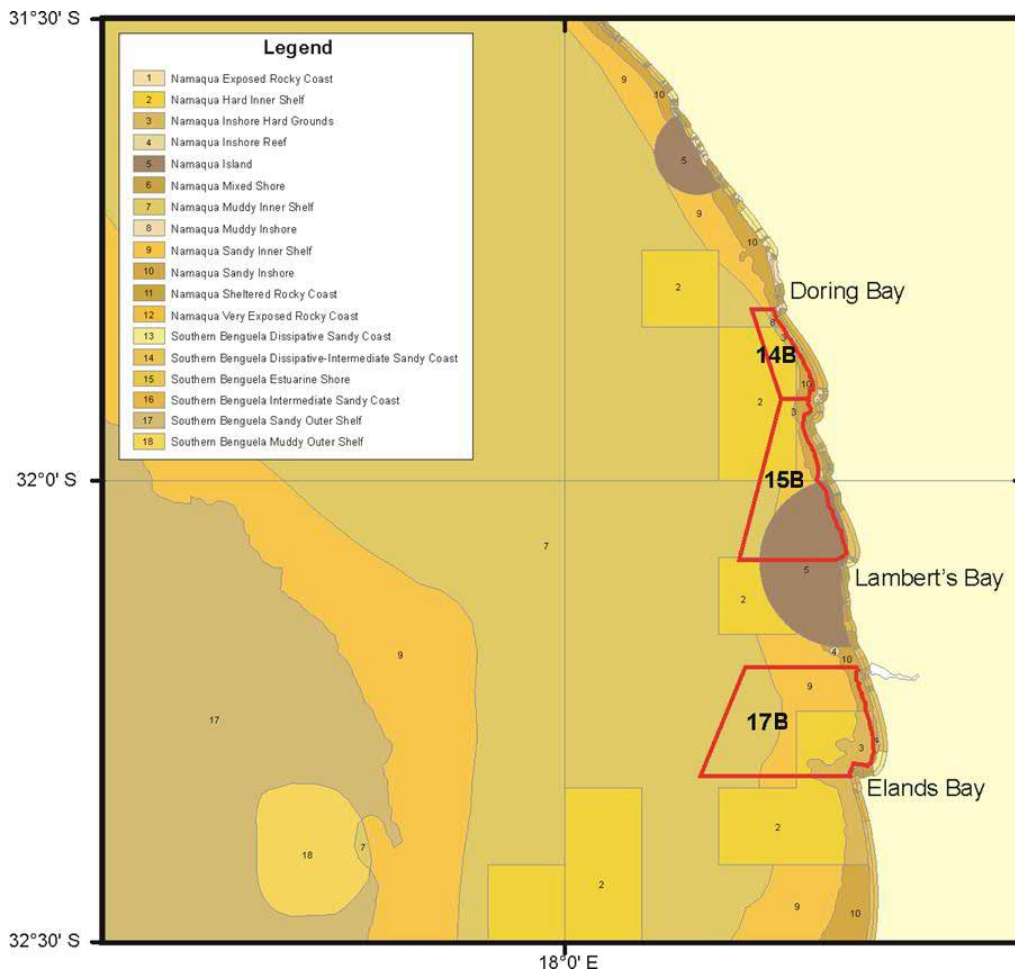 31°30' S
Legend
1 Namaqua Exposed Rocky Coast
2 Namaqua Hard Inner Shelf
3 Namaqua Inshore Hard Grounds
4 Namaqua Inshore Reef
5 Namaqua Island
6 Namaqua Mixed Shore
7 Namaqua Muddy Inner Shelf
8 Namaqua Muddy Inshore
9 Namaqua Sandy Inner Shelf
10 Namaqua Sandy Inshore
11 Namaqua Sheltered Rocky Coast
12 Namaqua Very Exposed Rocky Coast
13 Southern Benguela Dissipative Sandy Coast
14 Southern Benguela Dissipative-Intermediate Sandy Coast
15 Southern Benguela Estuarine Shore
16 Southern Benguela Intermediate Sandy Coast
17 Southern Benguela Sandy Outer Shelf
18 Southern Benguela Muddy Outer Shelf
9
10
5
9
10
2
Doring Bay
8
14B
10
2
3
32°0' S
15B
7
5
Lambert's Bay
2
4
10
9
9
17
17B
3
4
Elands Bay
2
7
18
2
9
10
32°30' S
18°0' E